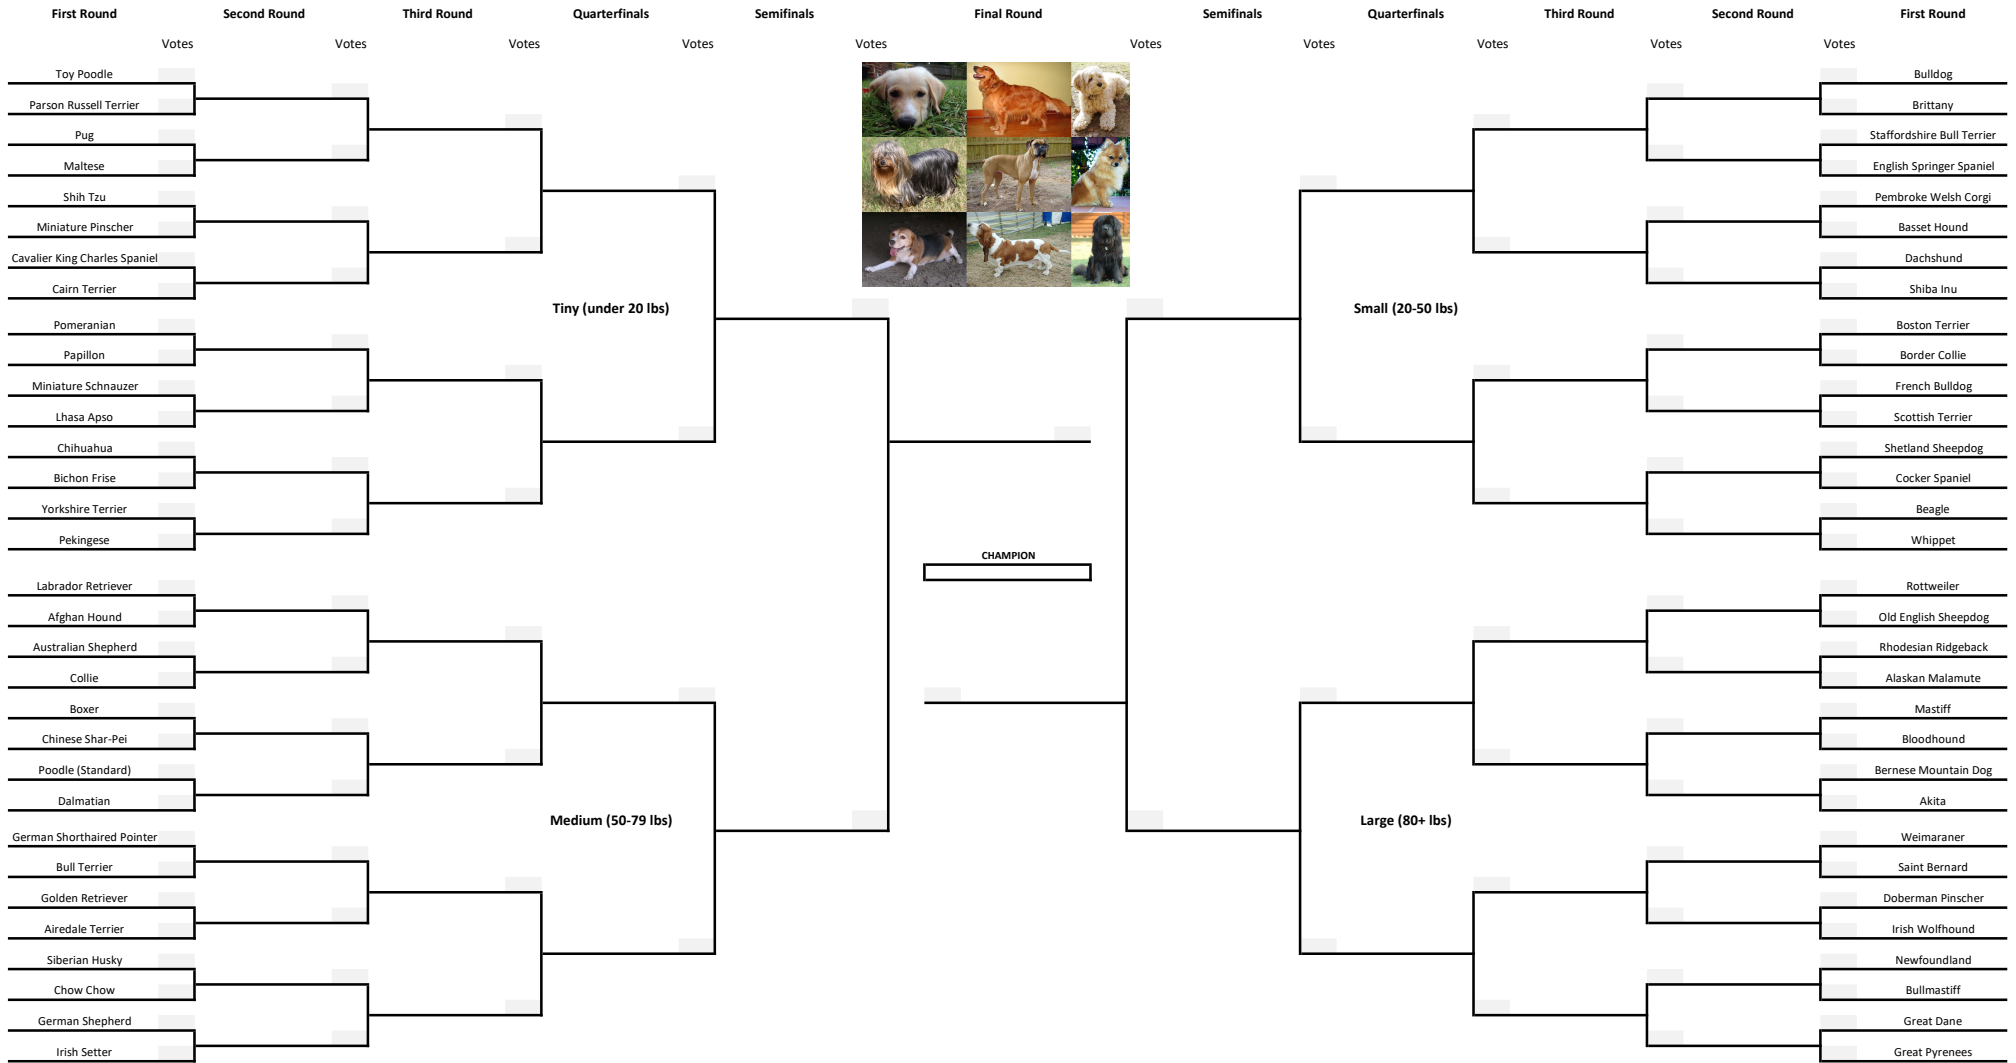 First Round Second Round Third Round Quarterfinals Semifinals Final Round Semifinals Quarterfinals Third Round Second Round First Round
Votes Votes Votes Votes Votes Votes Votes Votes Votes Votes
Toy Poodle
Parson Russell Terrier
Pug
Maltese
Shih Tzu
Miniature Pinscher
Cavalier King Charles Spaniel
Cairn Terrier
Tiny (under 20 lbs)
Pomeranian
Papillon
Miniature Schnauzer
Lhasa Apso
Chihuahua
Bichon Frise
Yorkshire Terrier
Pekingese
Labrador Retriever
Afghan Hound
Australian Shepherd
Collie
Boxer
Chinese Shar-Pei
Poodle (Standard)
Dalmatian
Medium (50-79 lbs)
German Shorthaired Pointer
Bull Terrier
Golden Retriever
Airedale Terrier
Siberian Husky
Chow Chow
German Shepherd
Irish Setter
CHAMPION
Bulldog
Brittany
Staffordshire Bull Terrier
English Springer Spaniel
Pembroke Welsh Corgi
Basset Hound
Dachshund
Shiba Inu
Small (20-50 lbs)
Boston Terrier
Border Collie
French Bulldog
Scottish Terrier
Shetland Sheepdog
Cocker Spaniel
Beagle
Whippet
Rottweiler
Old English Sheepdog
Rhodesian Ridgeback
Alaskan Malamute
Mastiff
Bloodhound
Bernese Mountain Dog
Akita
Large (80+ lbs)
Weimaraner
Saint Bernard
Doberman Pinscher
Irish Wolfhound
Newfoundland
Bullmastiff
Great Dane
Great Pyrenees